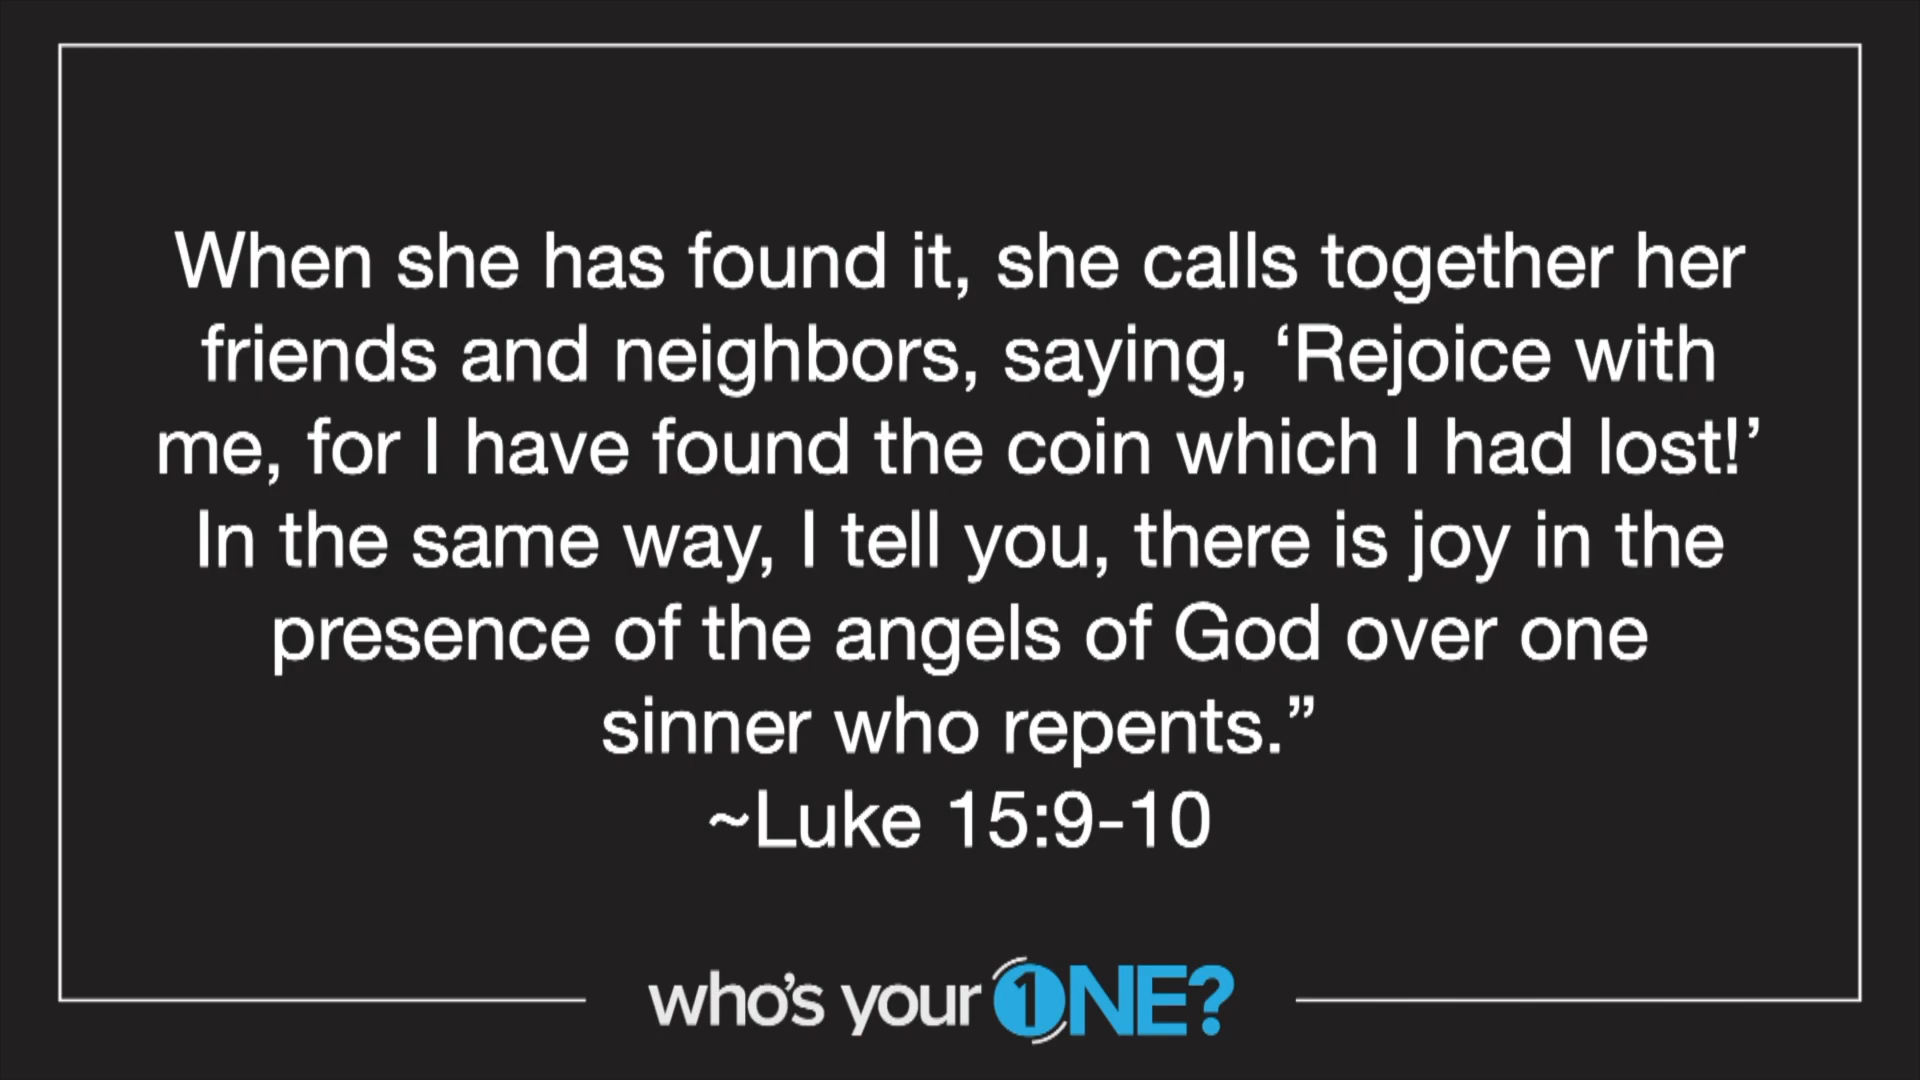 When she has found it, she calls together her
friends and neighbors, saying, ‘Rejoice with
me, for I have found the coin which I had lost!’
In the same way, I tell you, there is joy in the
presence of the angels of God over one
sinner who repents.”
~Luke 15:9-10
who’s your ONE?